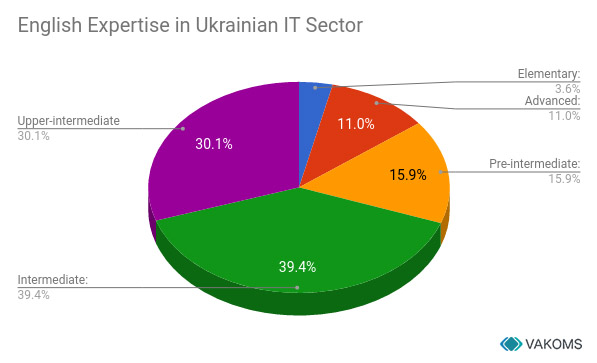 English Expertise in Ukrainian IT Sector
Elementary:
3.6%
Advanced:
11.0%
Upper-intermediate
30.1%
30.1%
11.0%
Pre-intermediate:
15.9%
15.9%
39.4%
Intermediate:
39.4%
VAKOMS